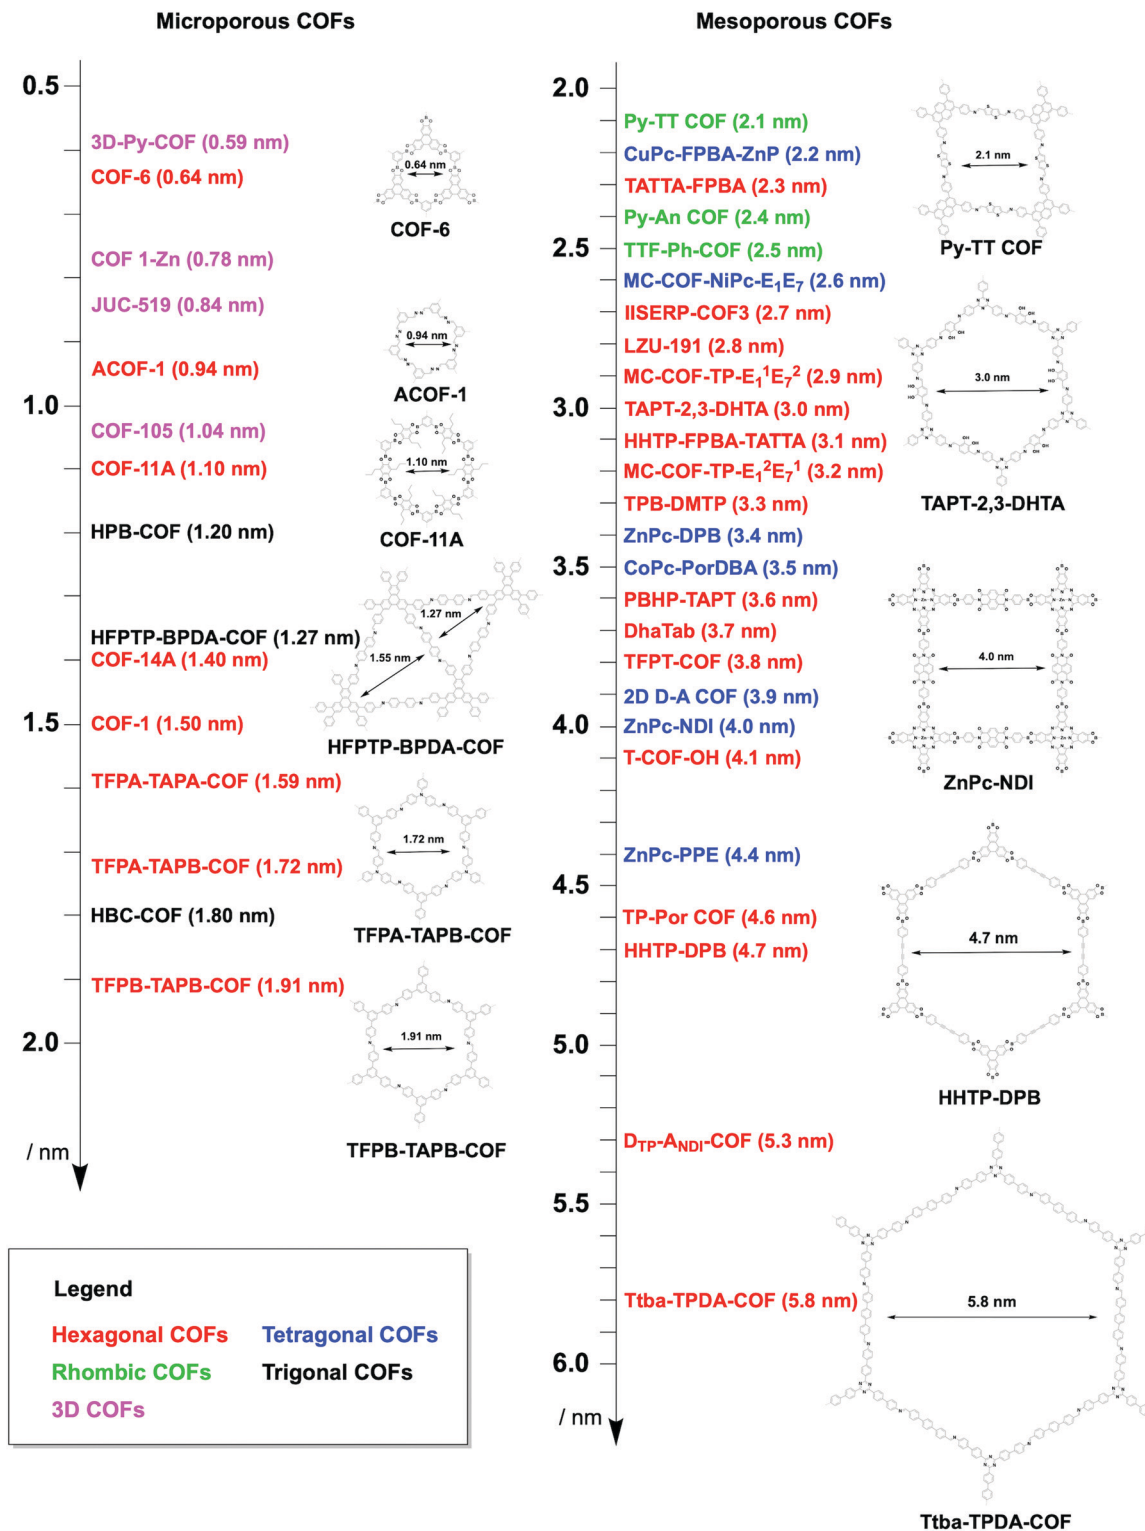 Microporous COFs
0.5
3D-Py-COF (0.59 nm)
COF-6 (0.64 nm)
COF 1-Zn (0.78 nm)
JUC-519 (0.84 nm)
ACOF-1 (0.94 nm)
1.0
COF-105 (1.04 nm)
COF-11A (1.10 nm)
HPB-COF (1.20 nm)
HFPTP-BPDA-COF (1.27 nm)
COF-14A (1.40 nm)
1.5
COF-1 (1.50 nm)
TFPA-TAPA-COF (1.59 nm)
TFPA-TAPB-COF (1.72 nm)
HBC-COF (1.80 nm)
TFPB-TAPB-COF (1.91 nm)
2.0
/ nm
0.64 nm
COF-6
0.94 nm
ACOF-1
1.10 nm
COF-11A
1.27 nm
1.55 nm
HFPTP-BPDA-COF
1.72 nm
TFPA-TAPB-COF
1.91 nm
TFPB-TAPB-COF
Legend
Hexagonal COFs
Tetragonal COFs
Rhombic COFs
Trigonal COFs
3D COFs
Mesoporous COFs
2.0
Py-TT COF (2.1 nm)
CuPc-FPBA-ZnP (2.2 nm)
TATTA-FPBA (2.3 nm)
Py-An COF (2.4 nm)
2.5
TTF-Ph-COF (2.5 nm)
MC-COF-NiPc-E₁E₇ (2.6 nm)
IISERP-COF3 (2.7 nm)
LZU-191 (2.8 nm)
MC-COF-TP-E₁¹E₇² (2.9 nm)
3.0
TAPT-2,3-DHTA (3.0 nm)
HHTP-FPBA-TATTA (3.1 nm)
MC-COF-TP-E₁²E₇¹ (3.2 nm)
TPB-DMTP (3.3 nm)
ZnPc-DPB (3.4 nm)
3.5
CoPc-PorDBA (3.5 nm)
PBHP-TAPT (3.6 nm)
DhaTab (3.7 nm)
TFPT-COF (3.8 nm)
2D D-A COF (3.9 nm)
4.0
ZnPc-NDI (4.0 nm)
T-COF-OH (4.1 nm)
ZnPc-PPE (4.4 nm)
4.5
TP-Por COF (4.6 nm)
HHTP-DPB (4.7 nm)
5.0
D_TP-A_NDI-COF (5.3 nm)
5.5
Ttba-TPDA-COF (5.8 nm)
6.0
/ nm
2.1 nm
Py-TT COF
3.0 nm
TAPT-2,3-DHTA
4.0 nm
ZnPc-NDI
4.7 nm
HHTP-DPB
5.8 nm
Ttba-TPDA-COF